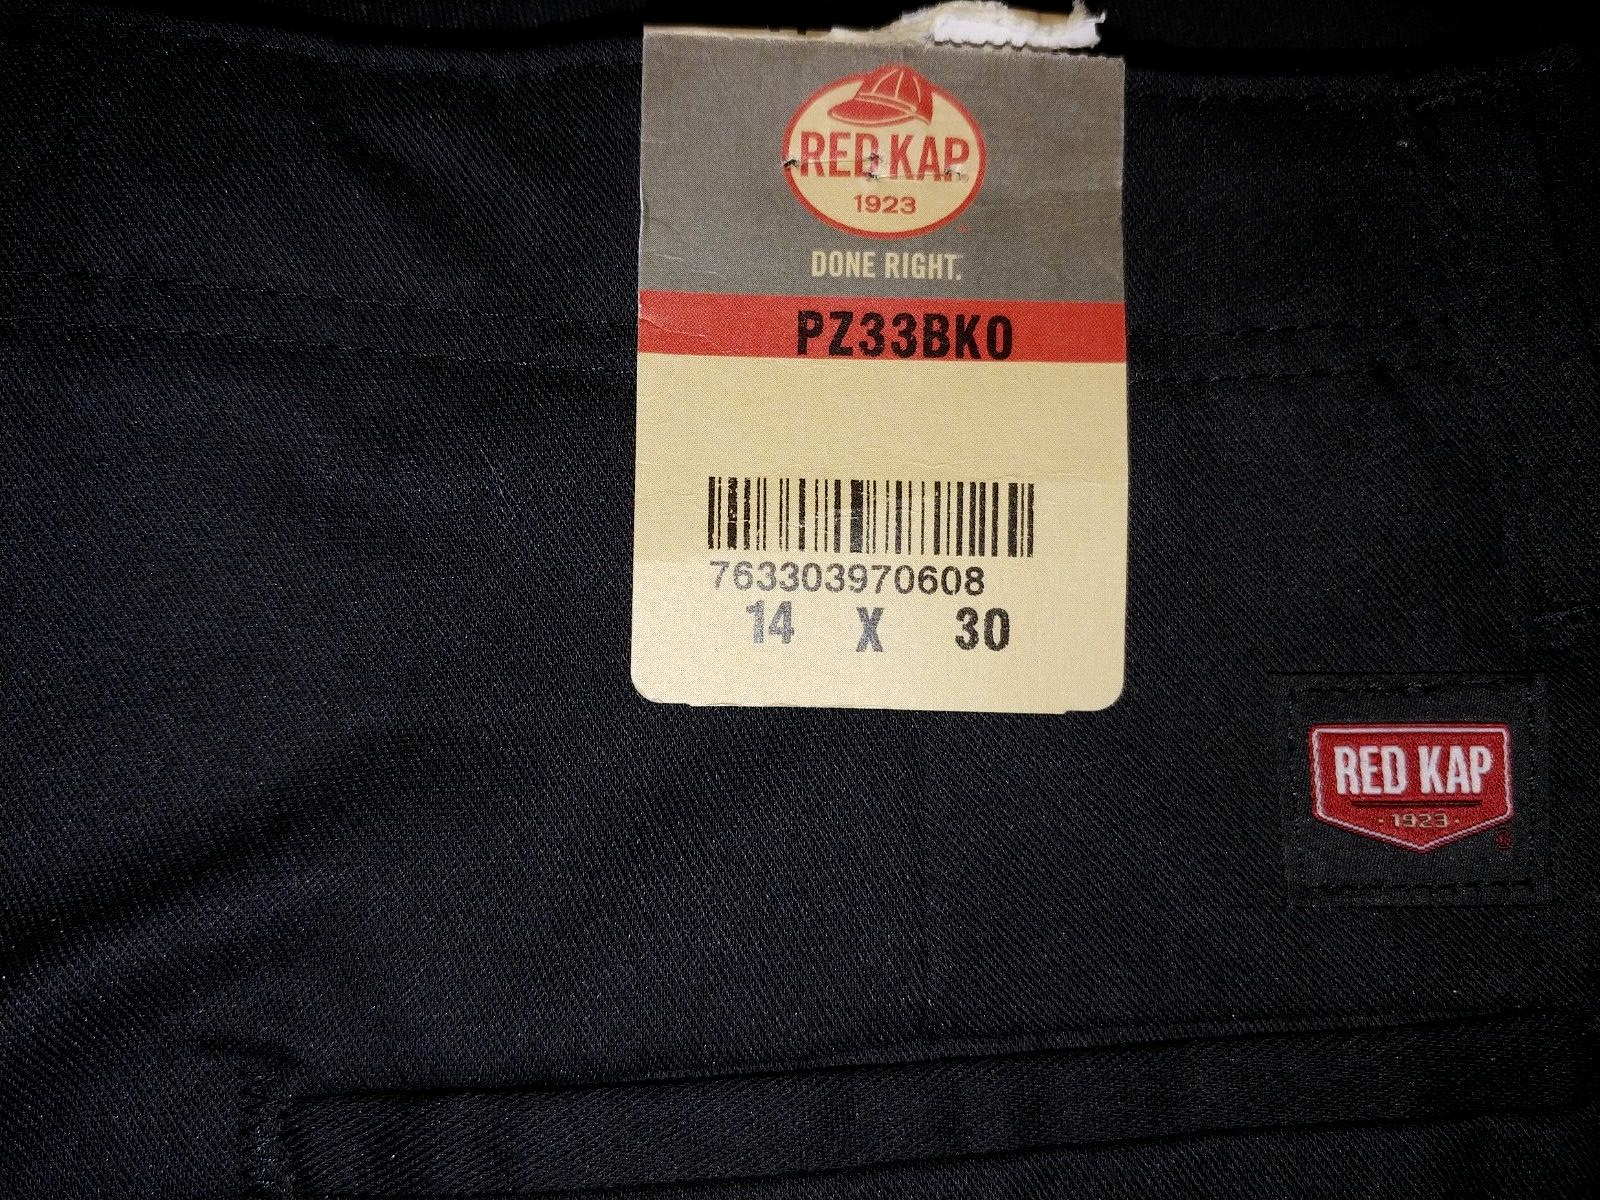 RED KAP
1923
DONE RIGHT.
PZ33BK0
763303970608
14 X 30
RED KAP
·1923·
®